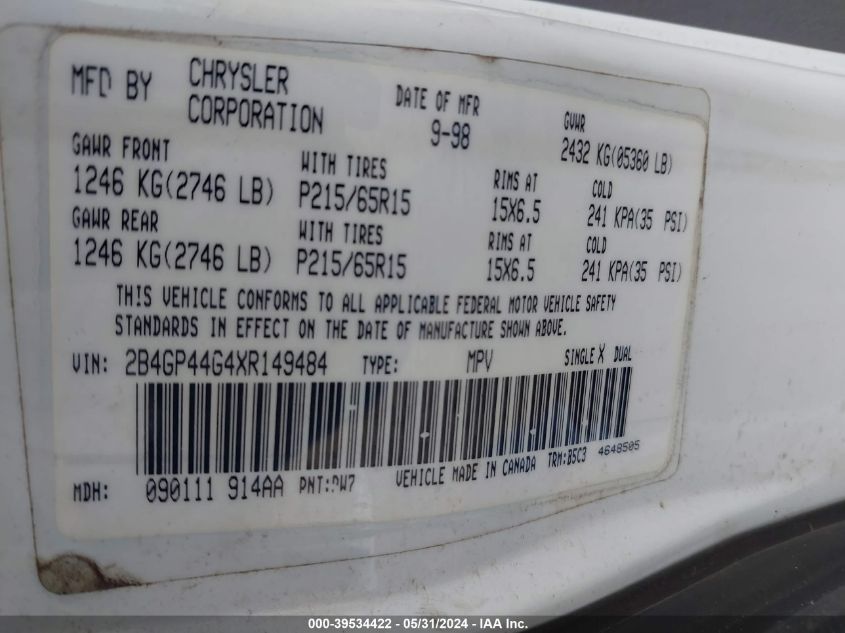 MFD BY CHRYSLER CORPORATION DATE OF MFR 9-98 GVWR 2432 KG(05360 LB)
GAWR FRONT WITH TIRES RIMS AT COLD
1246 KG(2746 LB) P215/65R15 15X6.5 241 KPA(35 PSI)
GAWR REAR WITH TIRES RIMS AT COLD
1246 KG(2746 LB) P215/65R15 15X6.5 241 KPA(35 PSI)
THIS VEHICLE CONFORMS TO ALL APPLICABLE FEDERAL MOTOR VEHICLE SAFETY
STANDARDS IN EFFECT ON THE DATE OF MANUFACTURE SHOWN ABOVE.
VIN: 2B4GP44G4XR149484 TYPE: MPV SINGLE X DUAL
MDH: 090111 914AA PNT:PW7 VEHICLE MADE IN CANADA TRM:B5C3 4648505
000-39534422 - 05/31/2024 - IAA Inc.